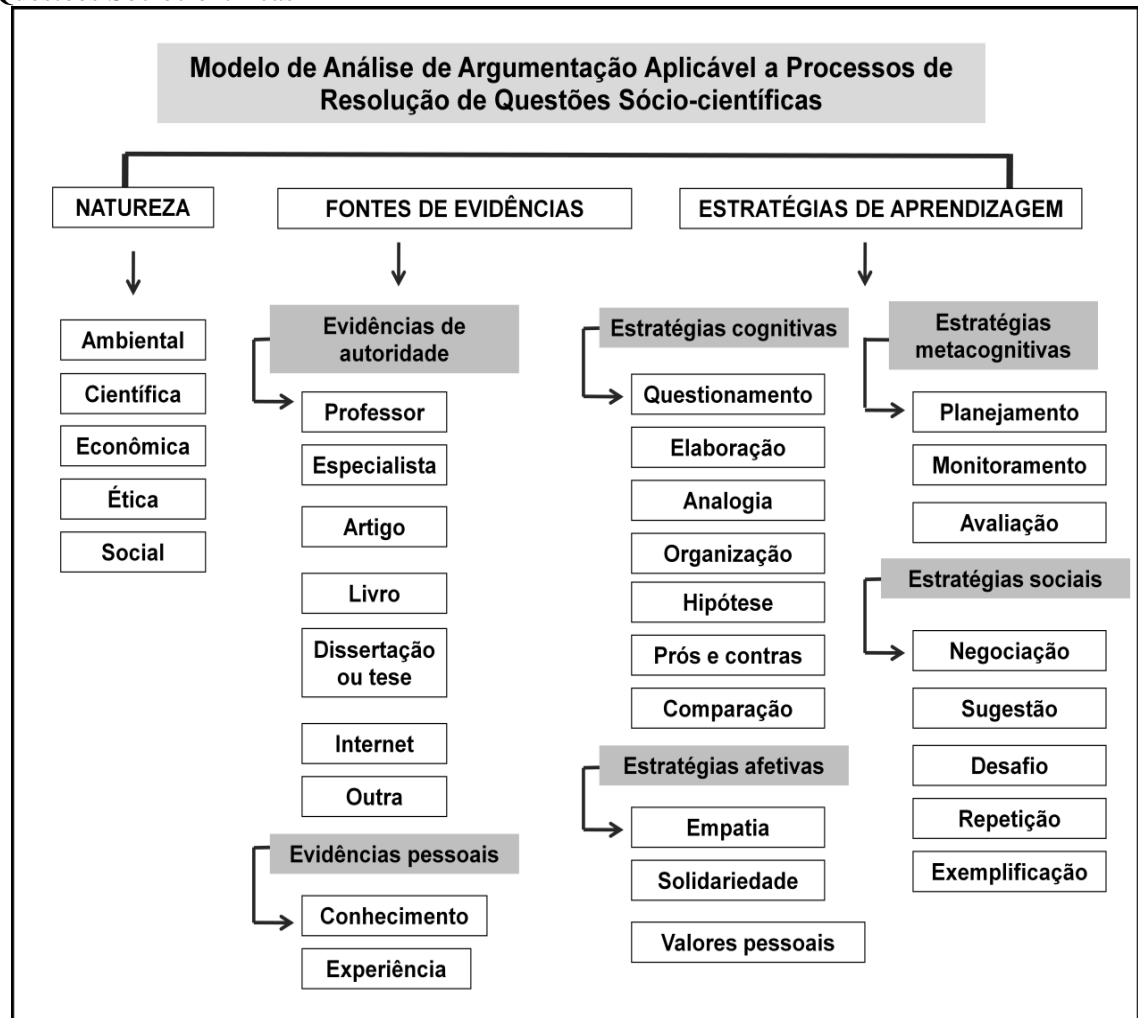 Modelo de Análise de Argumentação Aplicável a Processos de
Resolução de Questões Sócio-científicas
NATUREZA
FONTES DE EVIDÊNCIAS
ESTRATÉGIAS DE APRENDIZAGEM
Ambiental
Científica
Econômica
Ética
Social
Evidências de
autoridade
Professor
Especialista
Artigo
Livro
Dissertação
ou tese
Internet
Outra
Evidências pessoais
Conhecimento
Experiência
Estratégias cognitivas
Questionamento
Elaboração
Analogia
Organização
Hipótese
Prós e contras
Comparação
Estratégias afetivas
Empatia
Solidariedade
Valores pessoais
Estratégias
metacognitivas
Planejamento
Monitoramento
Avaliação
Estratégias sociais
Negociação
Sugestão
Desafio
Repetição
Exemplificação